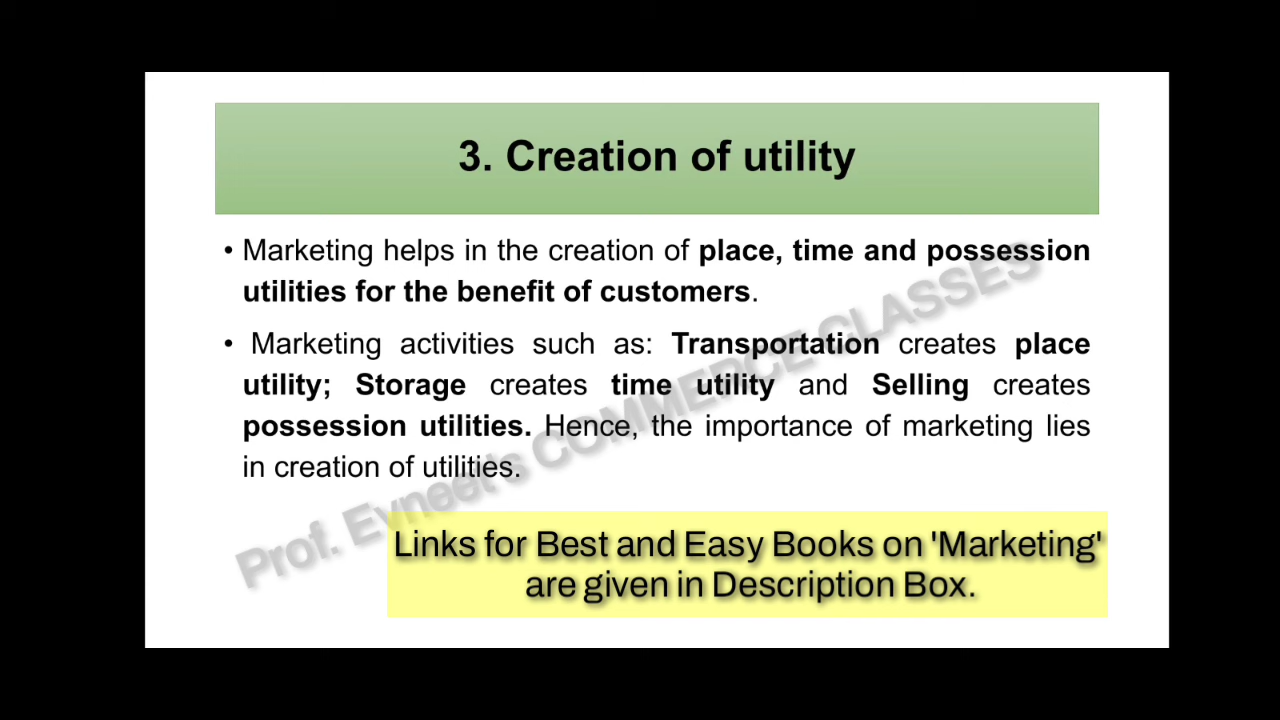 3. Creation of utility
• Marketing helps in the creation of place, time and possession
utilities for the benefit of customers.
• Marketing activities such as: Transportation creates place
utility; Storage creates time utility and Selling creates
possession utilities. Hence, the importance of marketing lies
in creation of utilities.
Prof. Evneet's COMMERCE CLASSES
Links for Best and Easy Books on 'Marketing'
are given in Description Box.